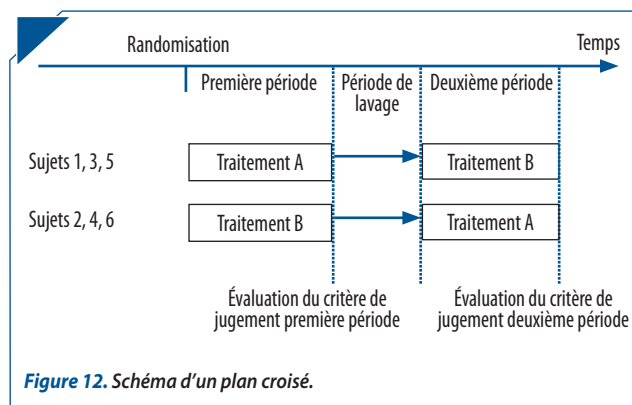 Randomisation
Temps
Première période
Période de
lavage
Deuxième période
Sujets 1, 3, 5
Traitement A
Traitement B
Sujets 2, 4, 6
Traitement B
Traitement A
Évaluation du critère de
jugement première période
Évaluation du critère de
jugement deuxième période
Figure 12. Schéma d'un plan croisé.